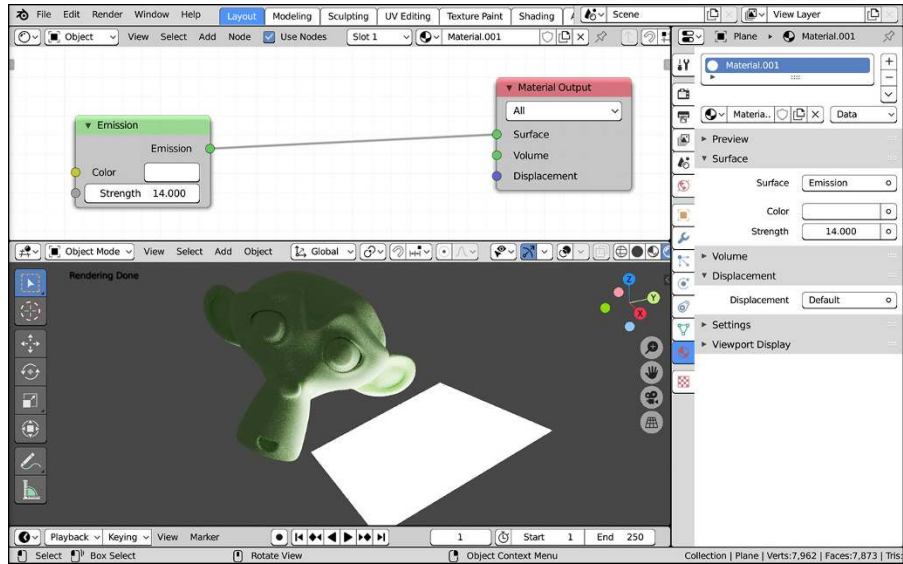 File Edit Render Window Help Layout Modeling Sculpting UV Editing Texture Paint Shading Scene View Layer
Object View Select Add Node Use Nodes Slot 1 Material.001 Plane Material.001
Material.001
Materia.. Data
Material Output
All
Emission
Emission
Color
Strength 14.000
Surface
Volume
Displacement
Preview
Surface
Surface Emission
Color
Strength 14.000
Volume
Displacement
Displacement Default
Settings
Viewport Display
Object Mode View Select Add Object Global
Rendering Done
Z
Y
X
Playback Keying View Marker 1 Start 1 End 250
Select Box Select Rotate View Object Context Menu Collection | Plane | Verts:7,962 | Faces:7,873 | Tris: